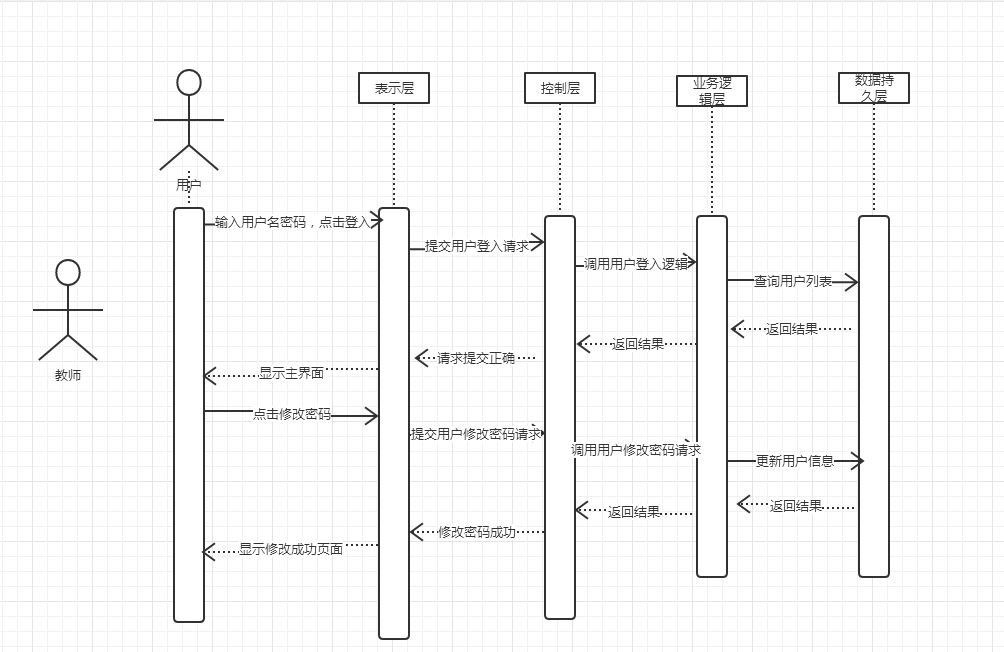 表示层
控制层
业务逻
辑层
数据持
久层
用户
输入用户名密码，点击登入
提交用户登入请求
调用用户登入逻辑
查询用户列表
返回结果
返回结果
请求提交正确
显示主界面
教师
点击修改密码
提交用户修改密码请求
调用用户修改密码请求
更新用户信息
返回结果
返回结果
修改密码成功
显示修改成功页面